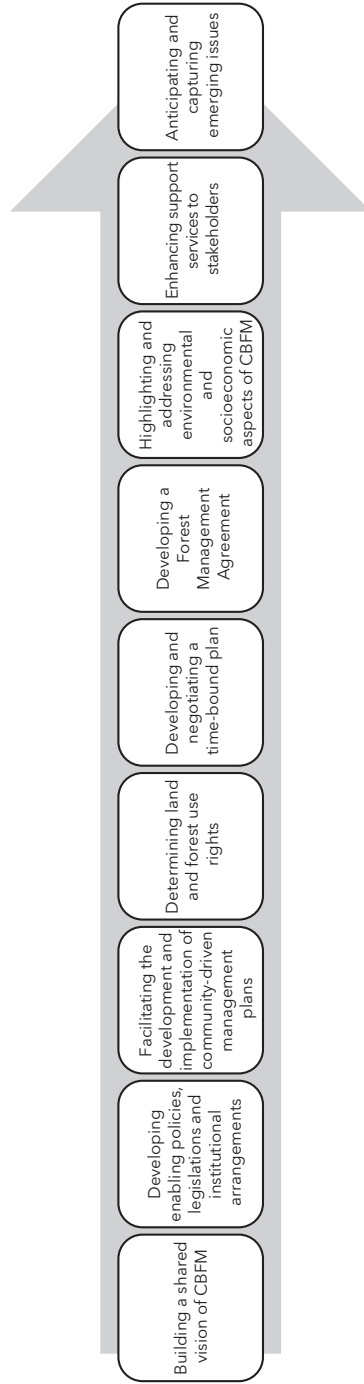 Building a shared
vision of CBFM
Developing
enabling policies,
legislations and
institutional
arrangements
Facilitating the
development and
implementation of
community-driven
management
plans
Determining land
and forest use
rights
Developing and
negotiating a
time-bound plan
Developing a
Forest
Management
Agreement
Highlighting and
addressing
environmental
and
socioeconomic
aspects of CBFM
Enhancing support
services to
stakeholders
Anticipating and
capturing
emerging issues